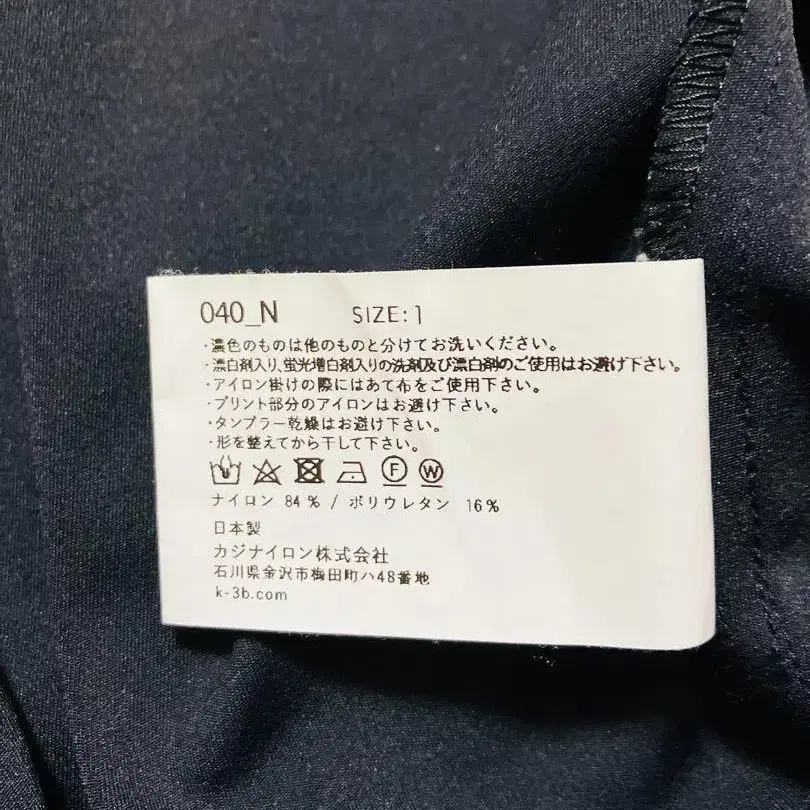 040_N SIZE: 1
・濃色のものは他のものと分けてお洗いください。
・漂白剤入り、蛍光増白剤入りの洗剤及び漂白剤のご使用はお避け下さい。
・アイロン掛けの際にはあて布をご使用下さい。
・プリント部分のアイロンはお避け下さい。
・タンブラー乾燥はお避け下さい。
・形を整えてから干して下さい。
F W
ナイロン 84% / ポリウレタン 16%
日本製
カジナイロン株式会社
石川県金沢市梅田町ハ48番地
k-3b.com